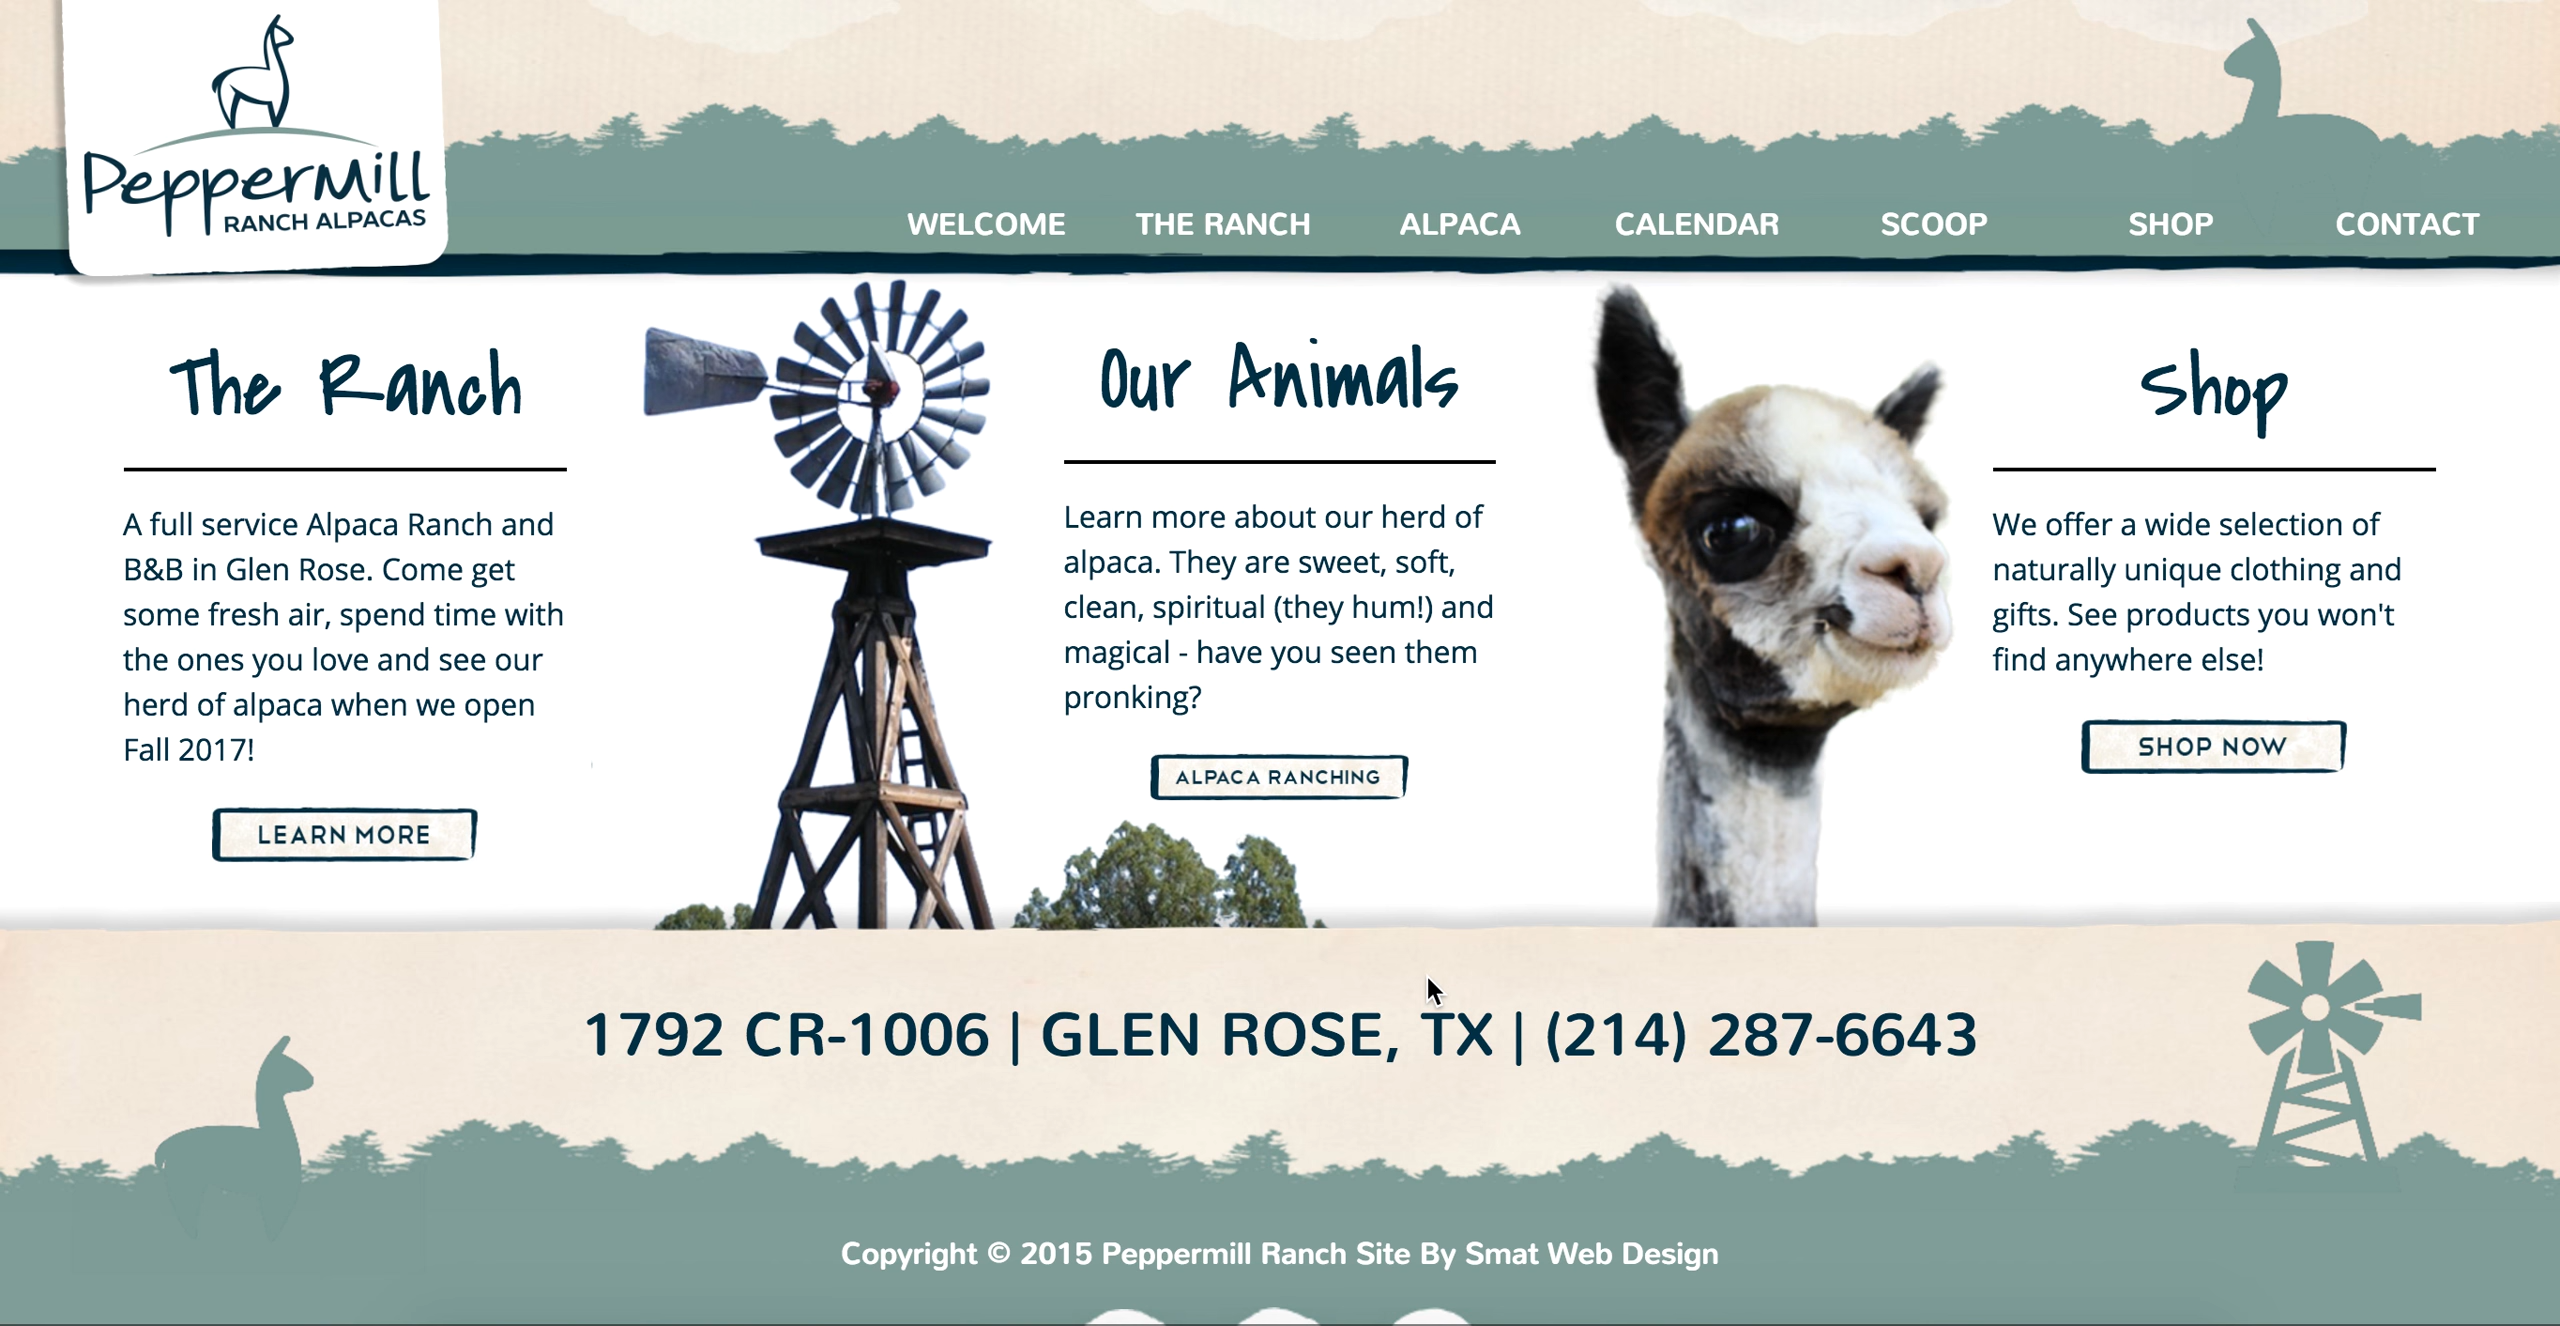 PepperMill
RANCH ALPACAS
WELCOME THE RANCH ALPACA CALENDAR SCOOP SHOP CONTACT
The Ranch
A full service Alpaca Ranch and
B&B in Glen Rose. Come get
some fresh air, spend time with
the ones you love and see our
herd of alpaca when we open
Fall 2017!
LEARN MORE
Our Animals
Learn more about our herd of
alpaca. They are sweet, soft,
clean, spiritual (they hum!) and
magical - have you seen them
pronking?
ALPACA RANCHING
Shop
We offer a wide selection of
naturally unique clothing and
gifts. See products you won't
find anywhere else!
SHOP NOW
1792 CR-1006 | GLEN ROSE, TX | (214) 287-6643
Copyright © 2015 Peppermill Ranch Site By Smat Web Design